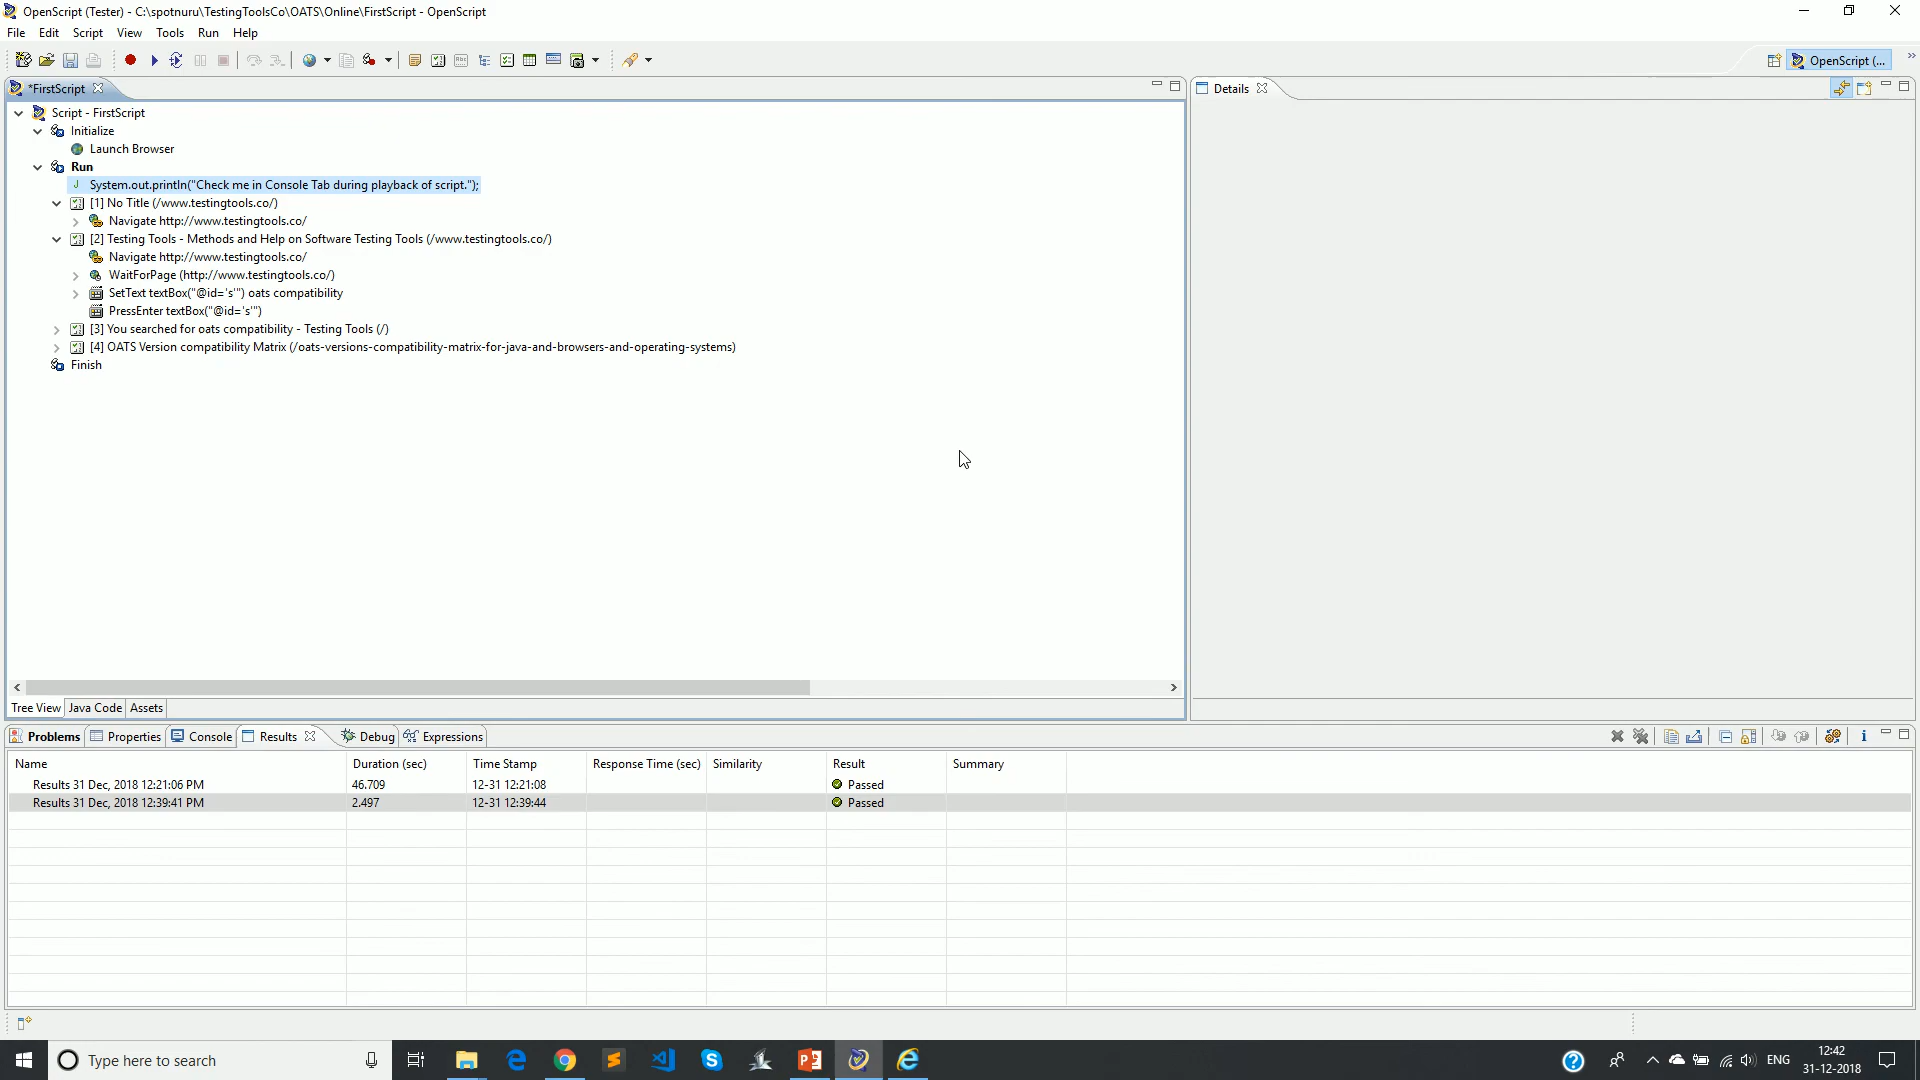 OpenScript (Tester) - C:\spotnuru\TestingToolsCo\OATS\Online\FirstScript - OpenScript
File Edit Script View Tools Run Help
OpenScript (...
*FirstScript
Details
Script - FirstScript
Initialize
Launch Browser
Run
System.out.println("Check me in Console Tab during playback of script.");
[1] No Title (/www.testingtools.co/)
Navigate http://www.testingtools.co/
[2] Testing Tools - Methods and Help on Software Testing Tools (/www.testingtools.co/)
Navigate http://www.testingtools.co/
WaitForPage (http://www.testingtools.co/)
SetText textBox("@id='s'") oats compatibility
PressEnter textBox("@id='s'")
[3] You searched for oats compatibility - Testing Tools (/)
[4] OATS Version compatibility Matrix (/oats-versions-compatibility-matrix-for-java-and-browsers-and-operating-systems)
Finish
Tree View Java Code Assets
Problems Properties Console Results Debug Expressions
Name Duration (sec) Time Stamp Response Time (sec) Similarity Result Summary
Results 31 Dec, 2018 12:21:06 PM 46.709 12-31 12:21:08 Passed
Results 31 Dec, 2018 12:39:41 PM 2.497 12-31 12:39:44 Passed
Type here to search
ENG
12:42
31-12-2018